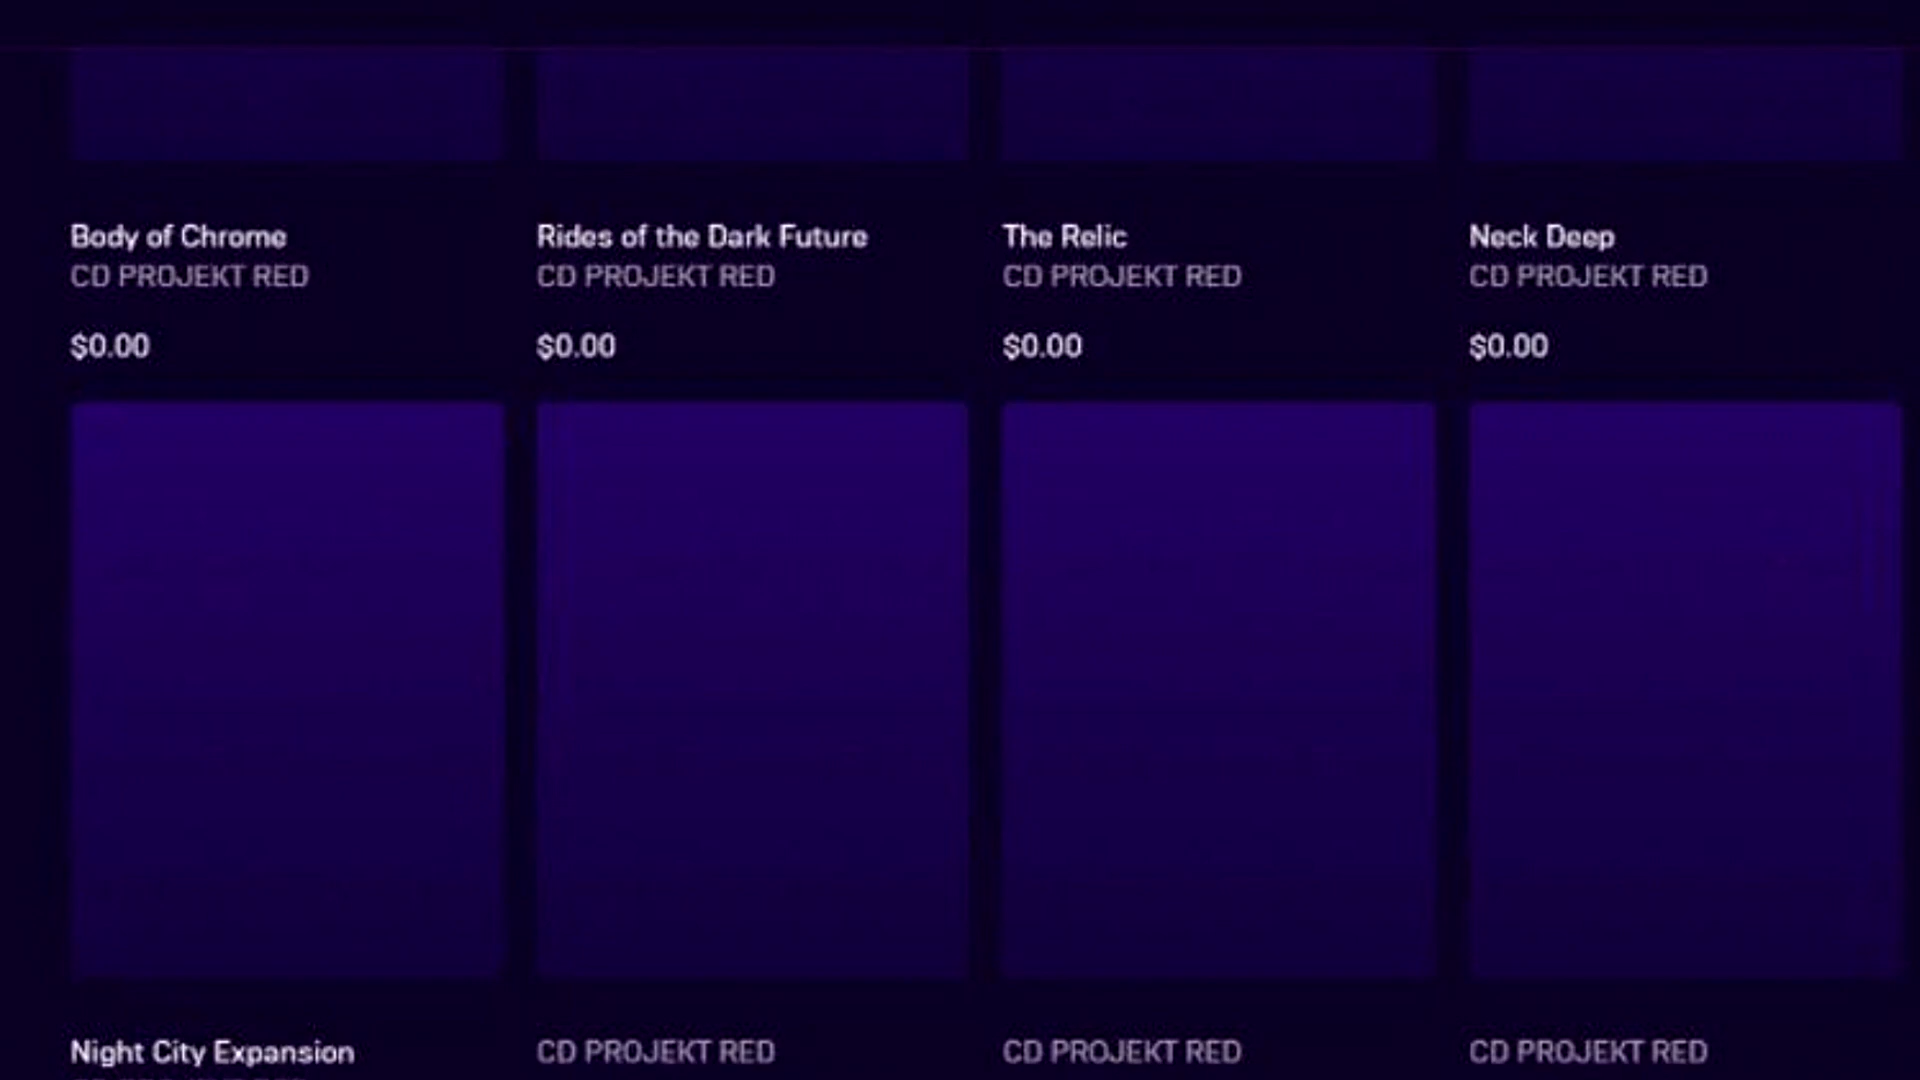 Body of Chrome
CD PROJEKT RED
$0.00
Rides of the Dark Future
CD PROJEKT RED
$0.00
The Relic
CD PROJEKT RED
$0.00
Neck Deep
CD PROJEKT RED
$0.00
Night City Expansion
CD PROJEKT RED
CD PROJEKT RED
CD PROJEKT RED